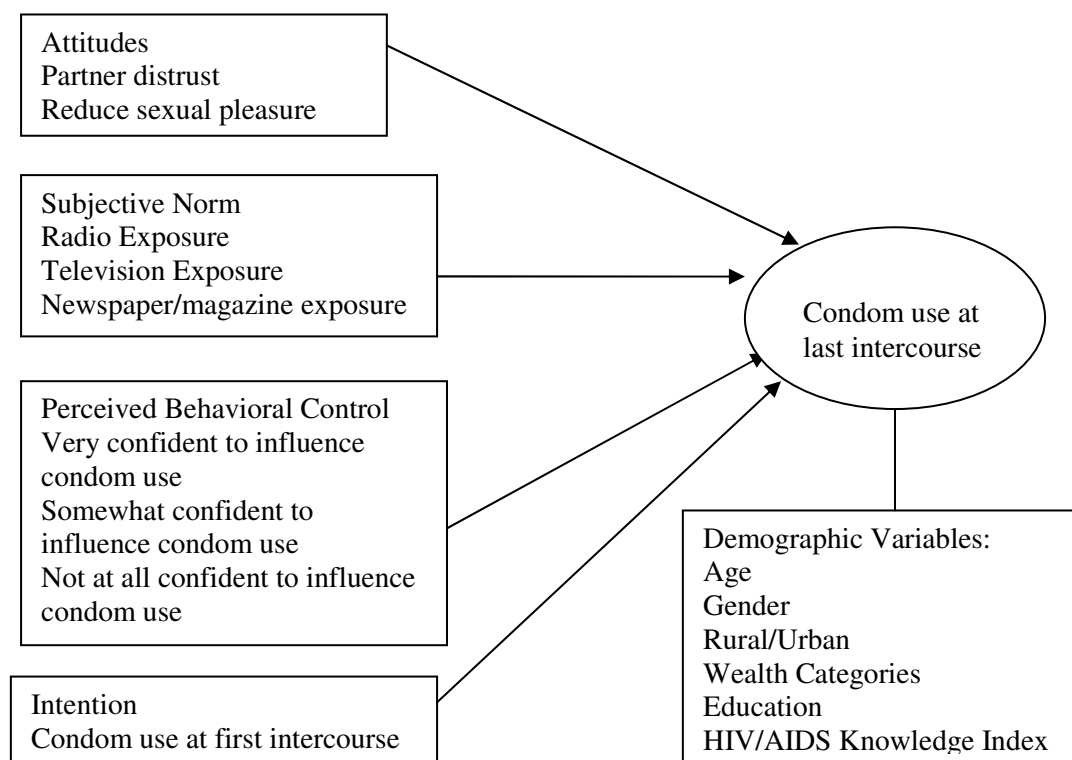 Attitudes
Partner distrust
Reduce sexual pleasure
Subjective Norm
Radio Exposure
Television Exposure
Newspaper/magazine exposure
Condom use at
last intercourse
Perceived Behavioral Control
Very confident to influence
condom use
Somewhat confident to
influence condom use
Not at all confident to influence
condom use
Demographic Variables:
Age
Gender
Rural/Urban
Wealth Categories
Education
HIV/AIDS Knowledge Index
Intention
Condom use at first intercourse